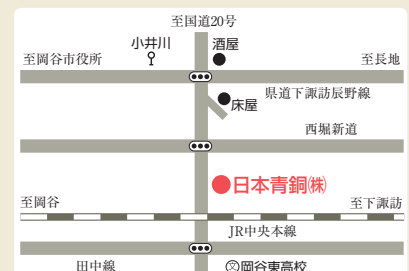 至国道20号
小井川
酒屋
至岡谷市役所
至長地
県道下諏訪辰野線
床屋
西堀新道
日本青銅㈱
至岡谷
至下諏訪
JR中央本線
田中線
文岡谷東高校